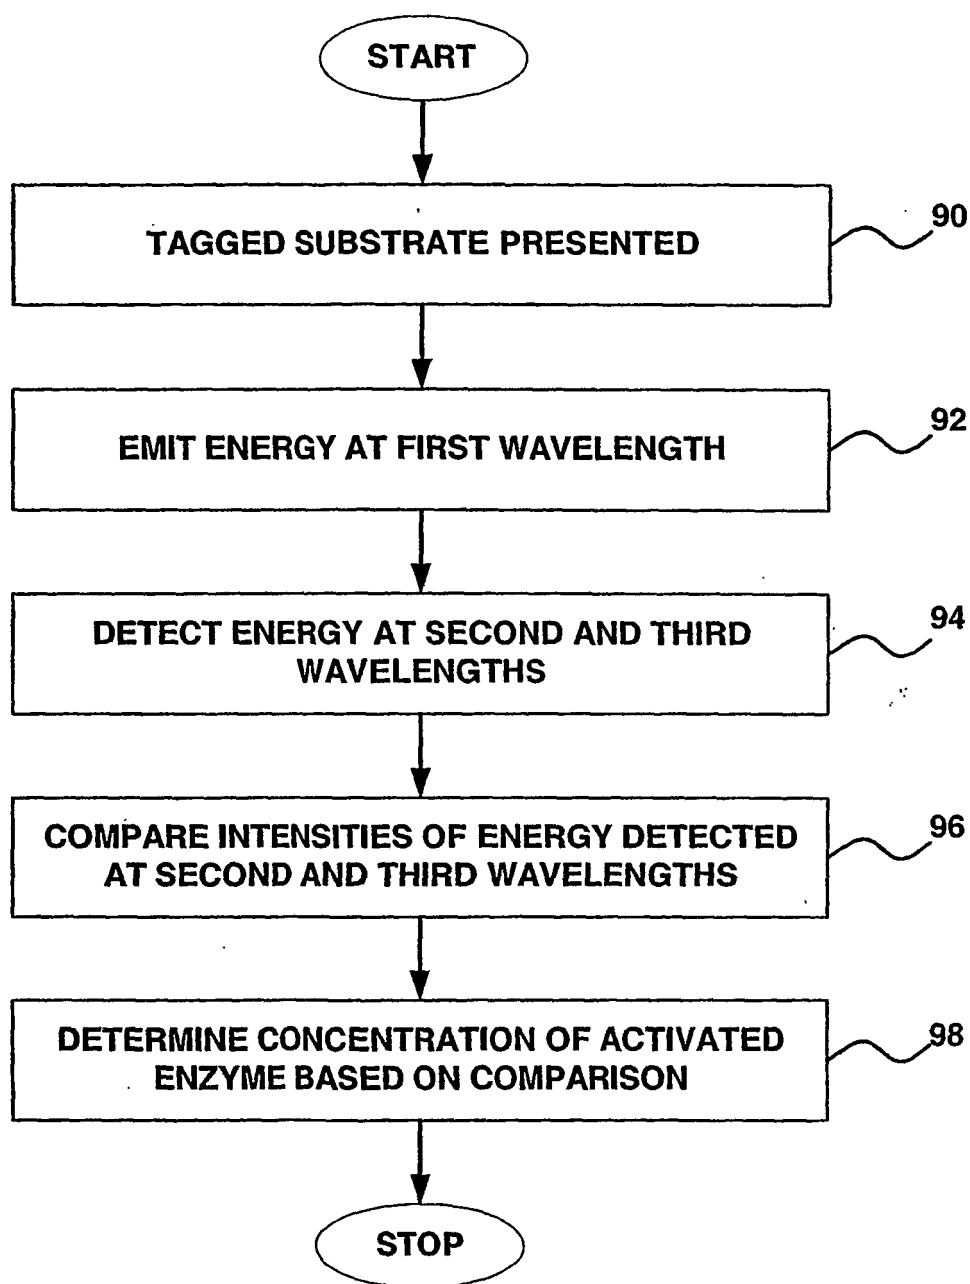 START
TAGGED SUBSTRATE PRESENTED
90
EMIT ENERGY AT FIRST WAVELENGTH
92
DETECT ENERGY AT SECOND AND THIRD
WAVELENGTHS
94
COMPARE INTENSITIES OF ENERGY DETECTED
AT SECOND AND THIRD WAVELENGTHS
96
DETERMINE CONCENTRATION OF ACTIVATED
ENZYME BASED ON COMPARISON
98
STOP